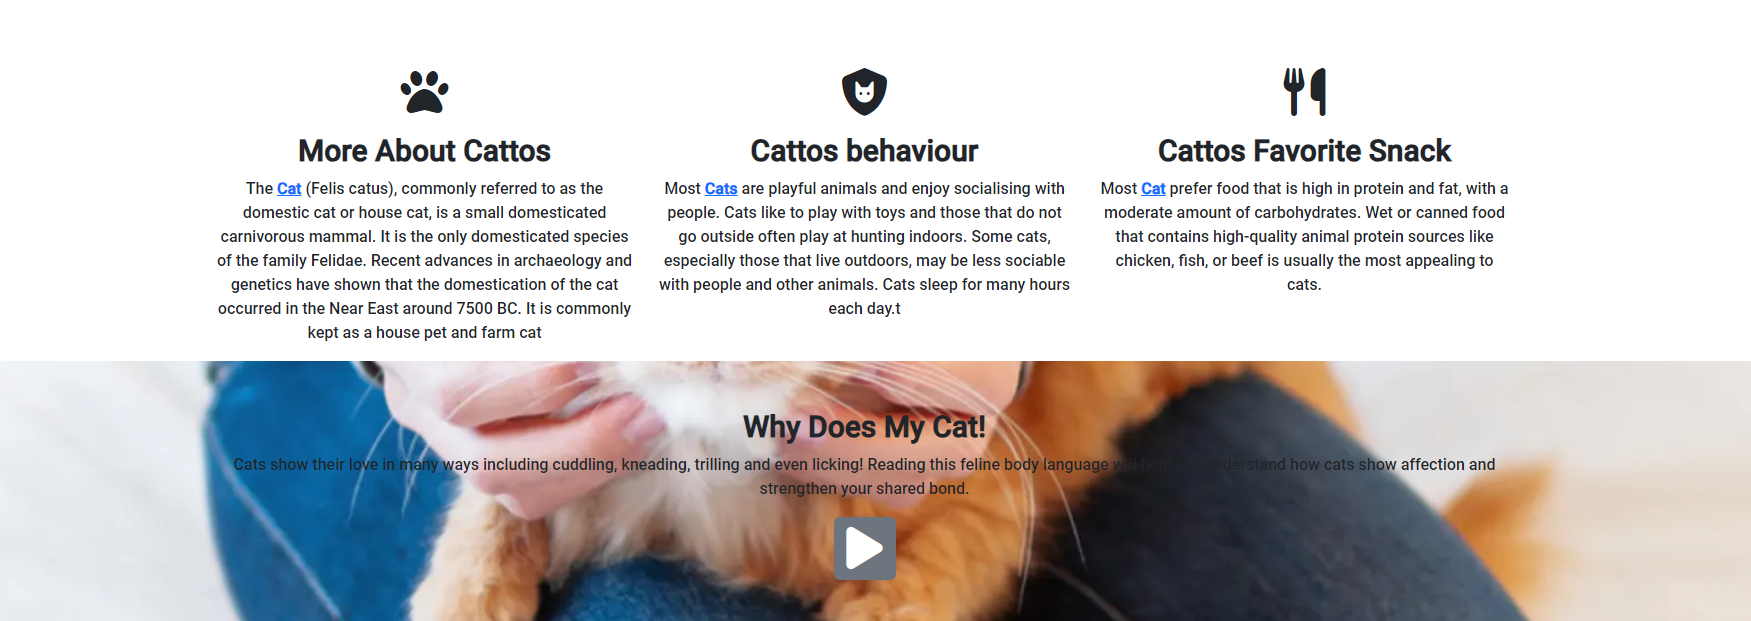 More About Cattos
The Cat (Felis catus), commonly referred to as the
domestic cat or house cat, is a small domesticated
carnivorous mammal. It is the only domesticated species
of the family Felidae. Recent advances in archaeology and
genetics have shown that the domestication of the cat
occurred in the Near East around 7500 BC. It is commonly
kept as a house pet and farm cat
Cattos behaviour
Most Cats are playful animals and enjoy socialising with
people. Cats like to play with toys and those that do not
go outside often play at hunting indoors. Some cats,
especially those that live outdoors, may be less sociable
with people and other animals. Cats sleep for many hours
each day.t
Cattos Favorite Snack
Most Cat prefer food that is high in protein and fat, with a
moderate amount of carbohydrates. Wet or canned food
that contains high-quality animal protein sources like
chicken, fish, or beef is usually the most appealing to
cats.
Why Does My Cat!
Cats show their love in many ways including cuddling, kneading, trilling and even licking! Reading this feline body language will help you understand how cats show affection and
strengthen your shared bond.